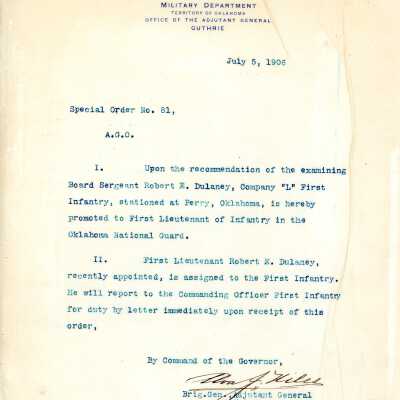 MILITARY DEPARTMENT
TERRITORY OF OKLAHOMA
OFFICE OF THE ADJUTANT GENERAL
GUTHRIE
July 5, 1906
Special Order No. 81,
A.G.O.
I. Upon the recommendation of the examining
Board Sergeant Robert E. Dulaney, Company "L" First
Infantry, stationed at Perry, Oklahoma, is hereby
promoted to First Lieutenant of Infantry in the
Oklahoma National Guard.
II. First Lieutenant Robert E. Dulaney,
recently appointed, is assigned to the First Infantry.
He will report to the Commanding Officer First Infantry
for duty by letter immediately upon receipt of this
order,
By Command of the Governor,
Niles
Brig.Gen., Adjutant General